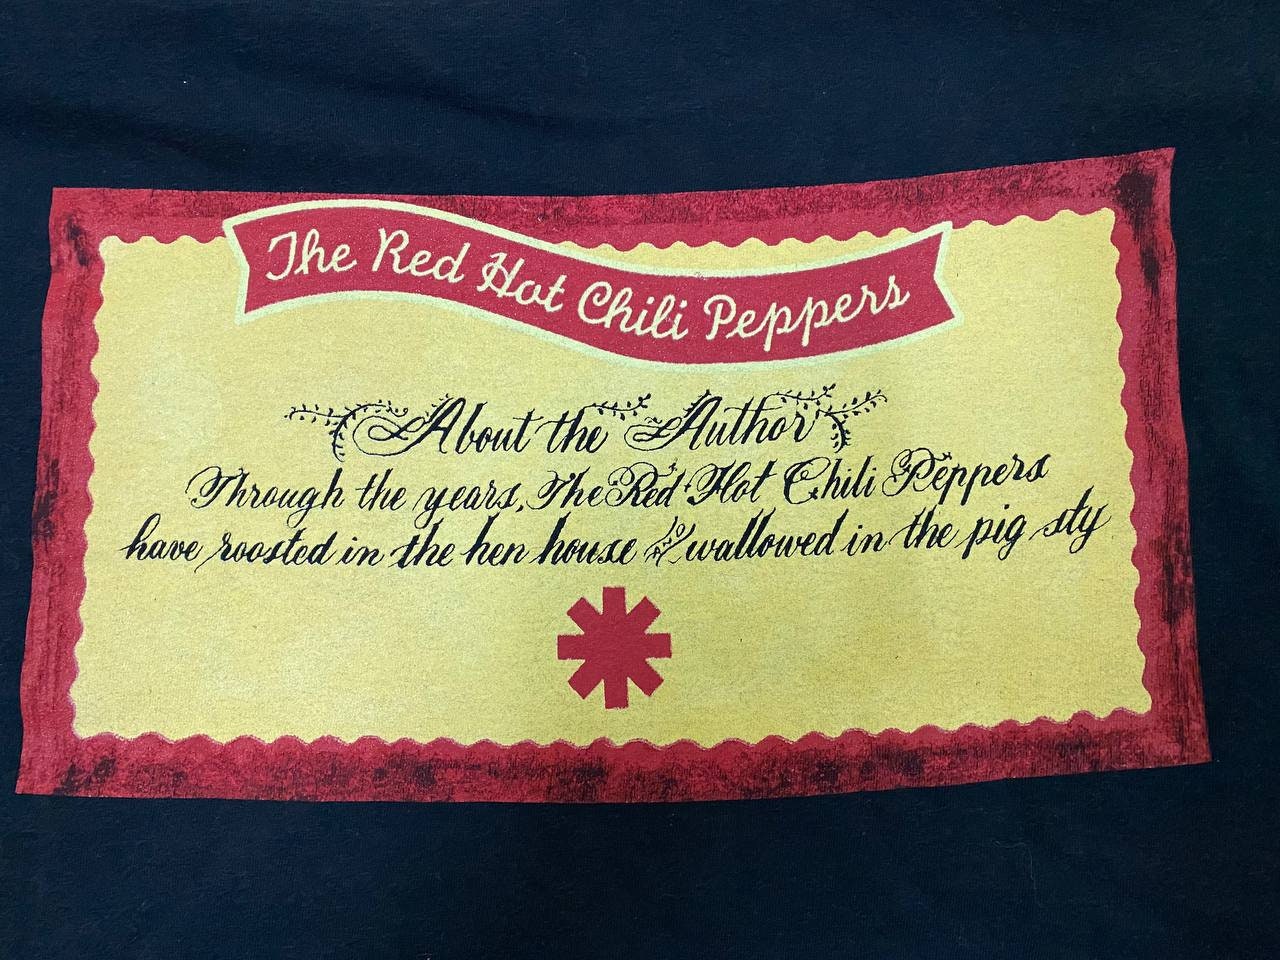 The Red Hot Chili Peppers
About the Author
Through the years, The Red Hot Chili Peppers
have roosted in the hen house & wallowed in the pig sty